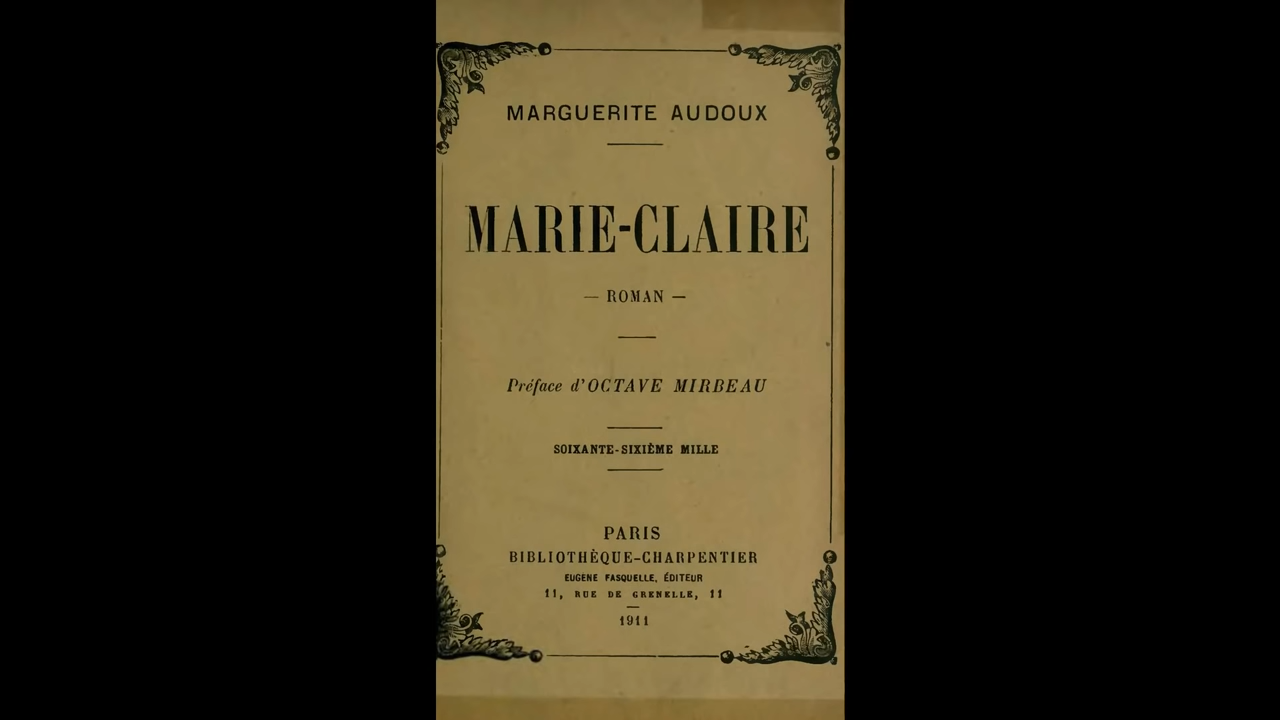 MARGUERITE AUDOUX
MARIE-CLAIRE
— ROMAN —
Préface d'OCTAVE MIRBEAU
SOIXANTE-SIXIÈME MILLE
PARIS
BIBLIOTHÈQUE-CHARPENTIER
EUGÈNE FASQUELLE, ÉDITEUR
11, RUE DE GRENELLE, 11
1911